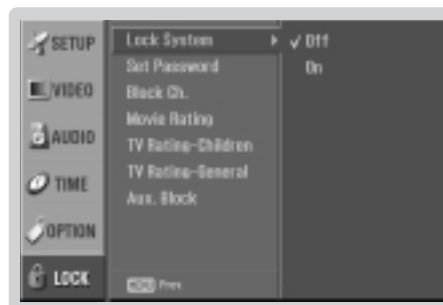 SETUP
VIDEO
AUDIO
TIME
OPTION
LOCK
Lock System
Set Password
Block Ch.
Movie Rating
TV Rating-Children
TV Rating-General
Aux. Block
Prev.
✓ Off
On